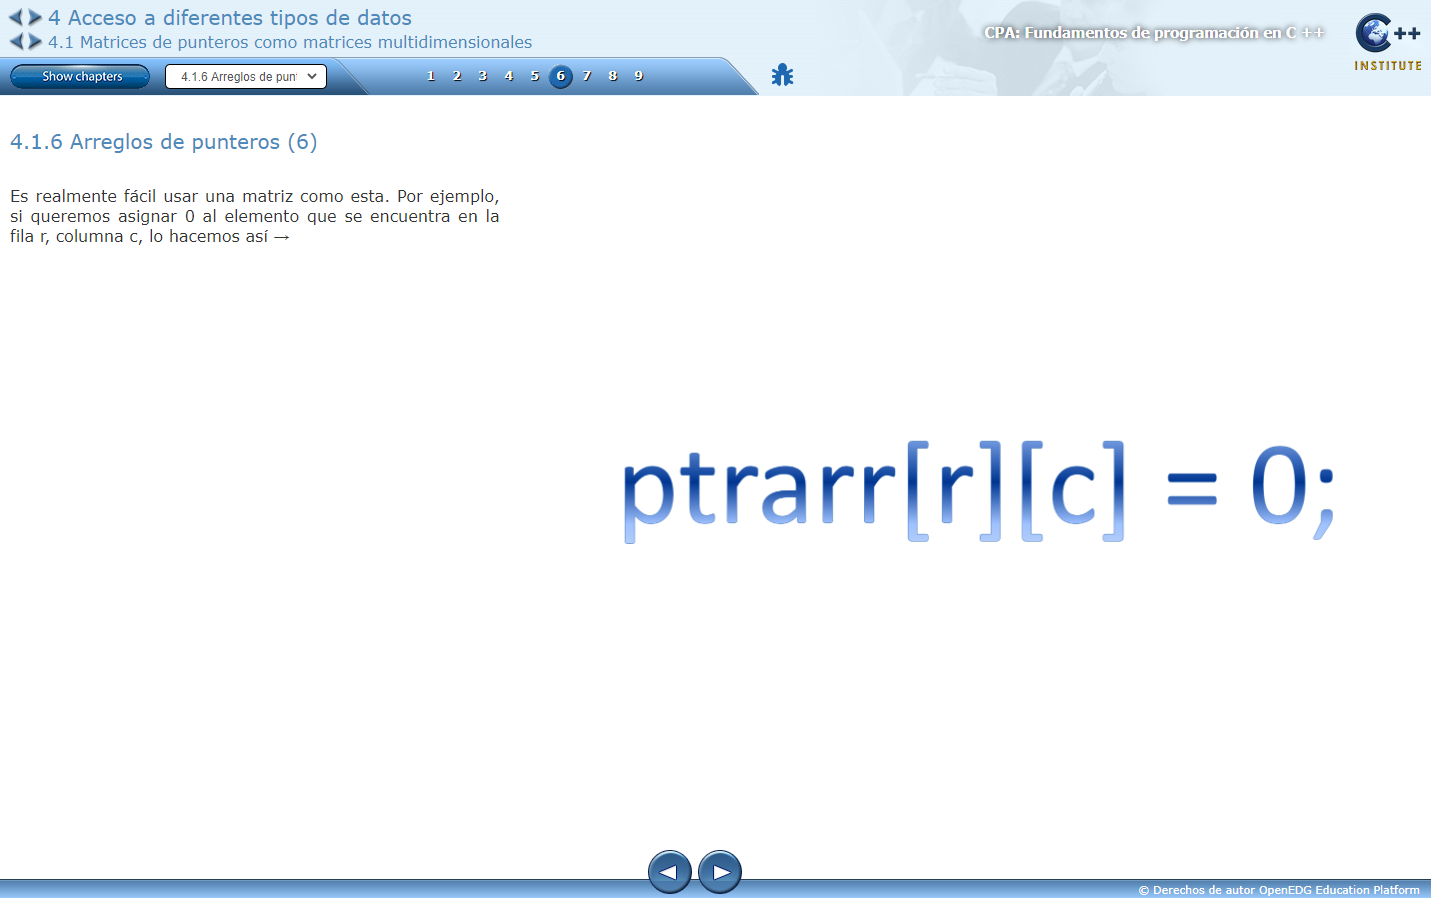 4 Acceso a diferentes tipos de datos
4.1 Matrices de punteros como matrices multidimensionales
CPA: Fundamentos de programación en C ++
C++
INSTITUTE
Show chapters
4.1.6 Arreglos de punt
1 2 3 4 5 6 7 8 9
4.1.6 Arreglos de punteros (6)
Es realmente fácil usar una matriz como esta. Por ejemplo,
si queremos asignar 0 al elemento que se encuentra en la
fila r, columna c, lo hacemos así →
ptrarr[r][c] = 0;
© Derechos de autor OpenEDG Education Platform